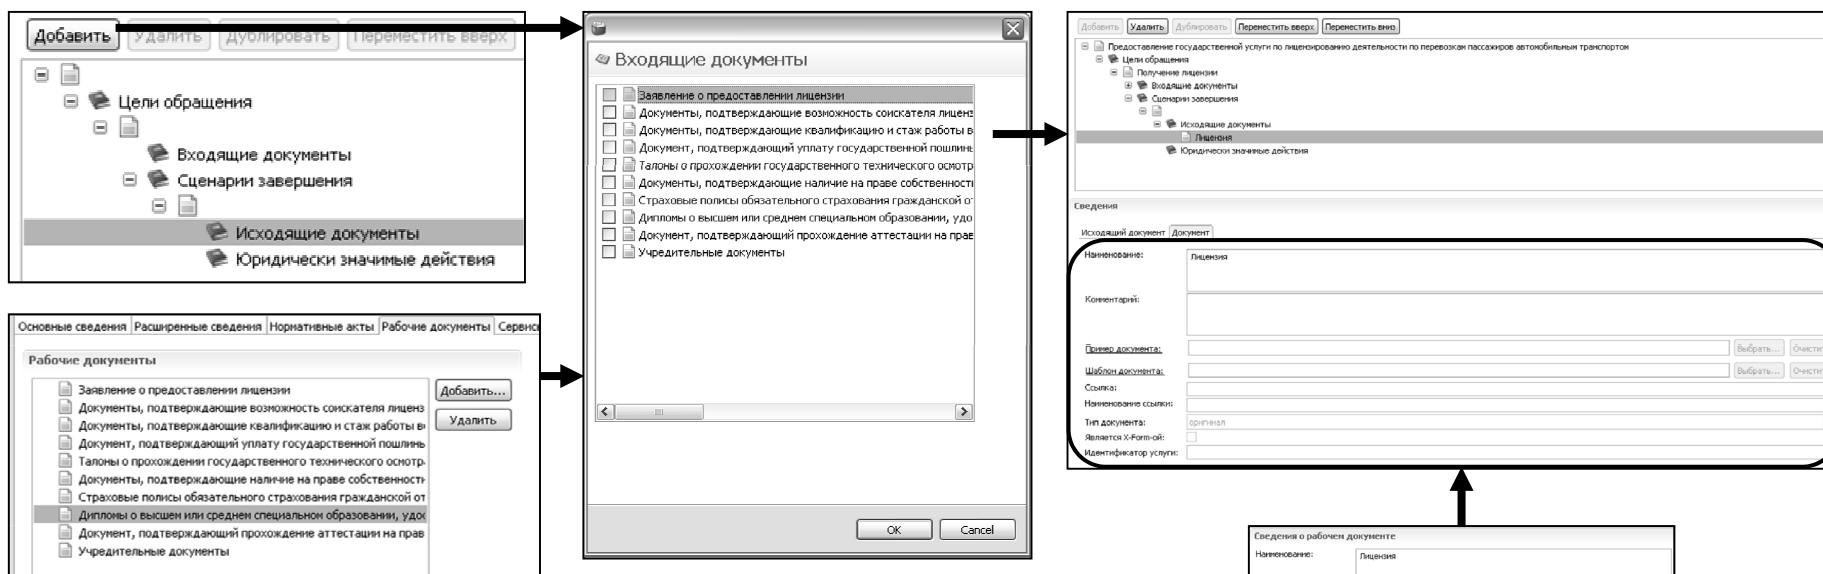 Добавить Удалить Дублировать Переместить вверх
Цели обращения
Входящие документы
Сценарии завершения
Исходящие документы
Юридически значимые действия
Основные сведения Расширенные сведения Нормативные акты Рабочие документы Сервисы
Рабочие документы
Заявление о предоставлении лицензии
Документы, подтверждающие возможность соискателя лиценз
Документы, подтверждающие квалификацию и стаж работы в
Документ, подтверждающий уплату государственной пошлины
Талоны о прохождении государственного технического осмотр
Документы, подтверждающие наличие на праве собственности
Страховые полисы обязательного страхования гражданской от
Дипломы о высшем или среднем специальном образовании, удос
Документ, подтверждающий прохождение аттестации на прав
Учредительные документы
Добавить...
Удалить
Входящие документы
Заявление о предоставлении лицензии
Документы, подтверждающие возможность соискателя лиценз
Документы, подтверждающие квалификацию и стаж работы в
Документ, подтверждающий уплату государственной пошлины
Талоны о прохождении государственного технического осмотр
Документы, подтверждающие наличие на праве собственности
Страховые полисы обязательного страхования гражданской о
Дипломы о высшем или среднем специальном образовании, удо
Документ, подтверждающий прохождение аттестации на прав
Учредительные документы
OK Cancel
Добавить Удалить Дублировать Переместить вверх Переместить вниз
Предоставление государственной услуги по лицензированию деятельности по перевозкам пассажиров автомобильным транспортом
Цели обращения
Получение лицензии
Входящие документы
Сценарии завершения
Исходящие документы
Лицензия
Юридически значимые действия
Сведения
Исходящий документ Документ
Наименование: Лицензия
Комментарий:
Пример документа: Выбрать... Очистит
Шаблон документа: Выбрать... Очистит
Ссылка:
Наименование ссылки:
Тип документа: оригинал
Является X-Form-ой:
Идентификатор услуги:
Сведения о рабочем документе
Наименование: Лицензия